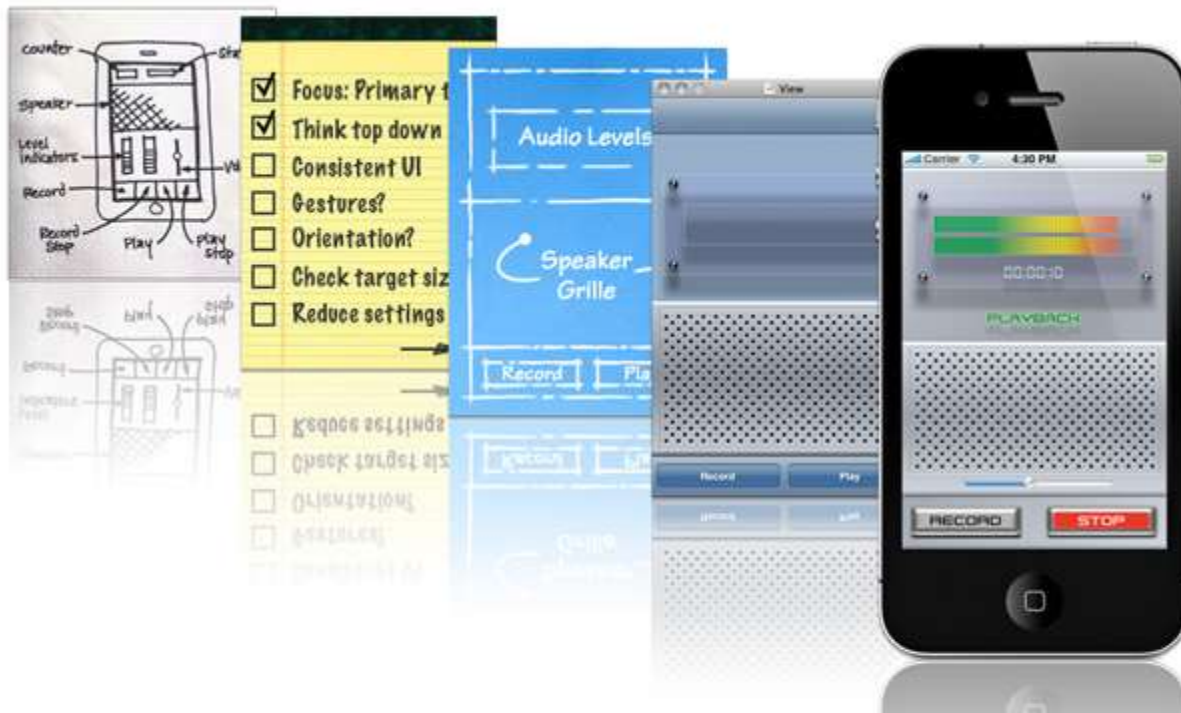 counter
speaker
Level
indicators
Record
Record
Stop
Play
Play
Stop
Focus: Primary t
Think top down
Consistent UI
Gestures?
Orientation?
Check target siz
Reduce settings
Audio Levels
Speaker
Grille
Record
Pla
View
Record
Play
Carrier
4:30 PM
00:00:10
PLAYBACK
RECORD
STOP